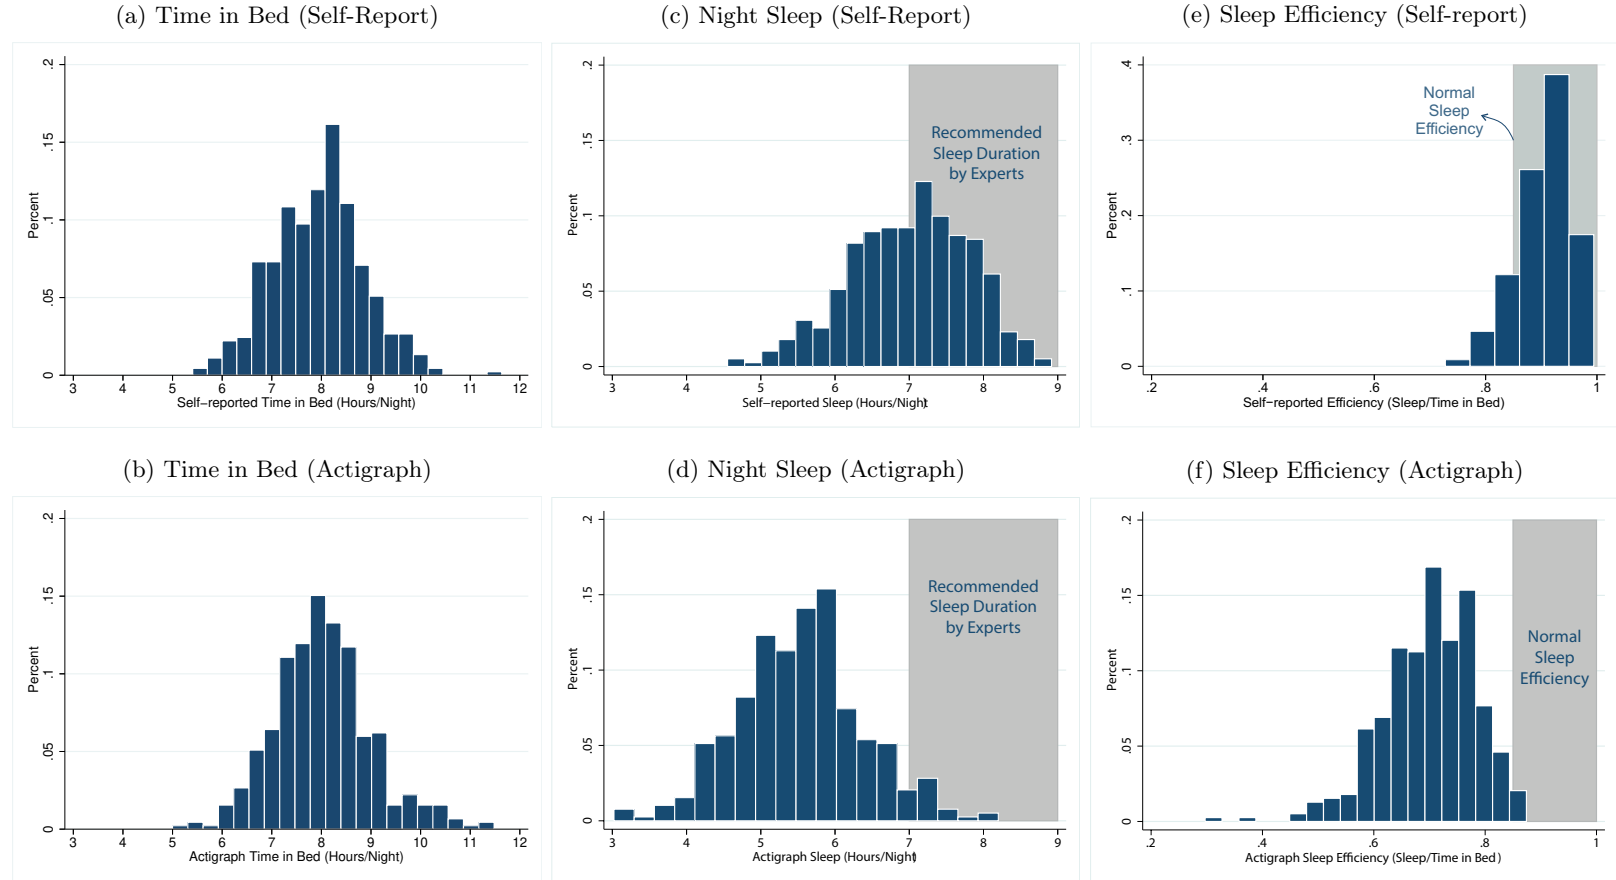 (a) Time in Bed (Self-Report)
Percent
0 .05 .1 .15 .2
3 4 5 6 7 8 9 10 11 12
Self−reported Time in Bed (Hours/Night)
(c) Night Sleep (Self-Report)
Percent
0 .05 .1 .15 .2
Recommended
Sleep Duration
by Experts
3 4 5 6 7 8 9
Self−reported Sleep (Hours/Night)
(e) Sleep Efficiency (Self-report)
Percent
0 .1 .2 .3 .4
Normal
Sleep
Efficiency
.2 .4 .6 .8 1
Self−reported Efficiency (Sleep/Time in Bed)
(b) Time in Bed (Actigraph)
Percent
0 .05 .1 .15 .2
3 4 5 6 7 8 9 10 11 12
Actigraph Time in Bed (Hours/Night)
(d) Night Sleep (Actigraph)
Percent
0 .05 .1 .15 .2
Recommended
Sleep Duration
by Experts
3 4 5 6 7 8 9
Actigraph Sleep (Hours/Night)
(f) Sleep Efficiency (Actigraph)
Percent
0 .05 .1 .15 .2
Normal
Sleep
Efficiency
.2 .4 .6 .8 1
Actigraph Sleep Efficiency (Sleep/Time in Bed)